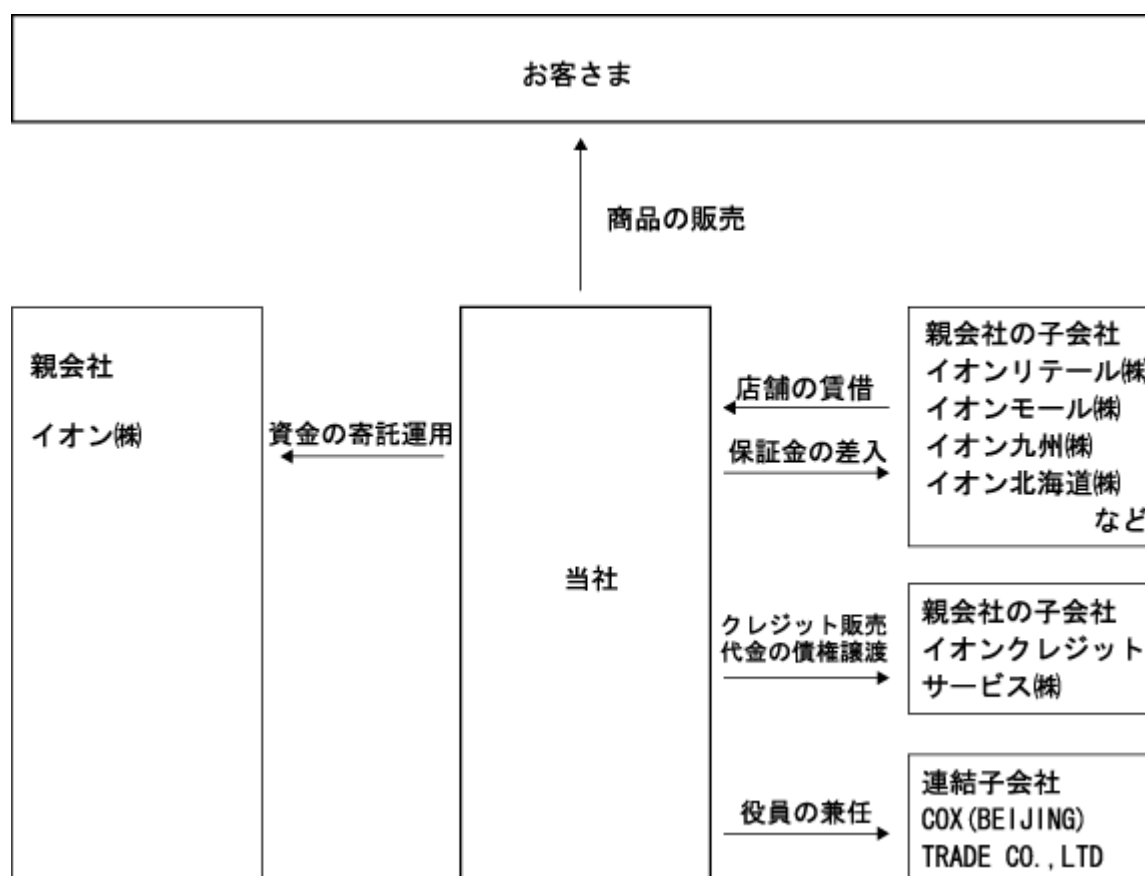 お客さま
商品の販売
親会社
イオン㈱
資金の寄託運用
当社
店舗の賃借
保証金の差入
親会社の子会社
イオンリテール㈱
イオンモール㈱
イオン九州㈱
イオン北海道㈱
など
クレジット販売
代金の債権譲渡
親会社の子会社
イオンクレジット
サービス㈱
役員の兼任
連結子会社
COX(BEIJING)
TRADE CO.,LTD